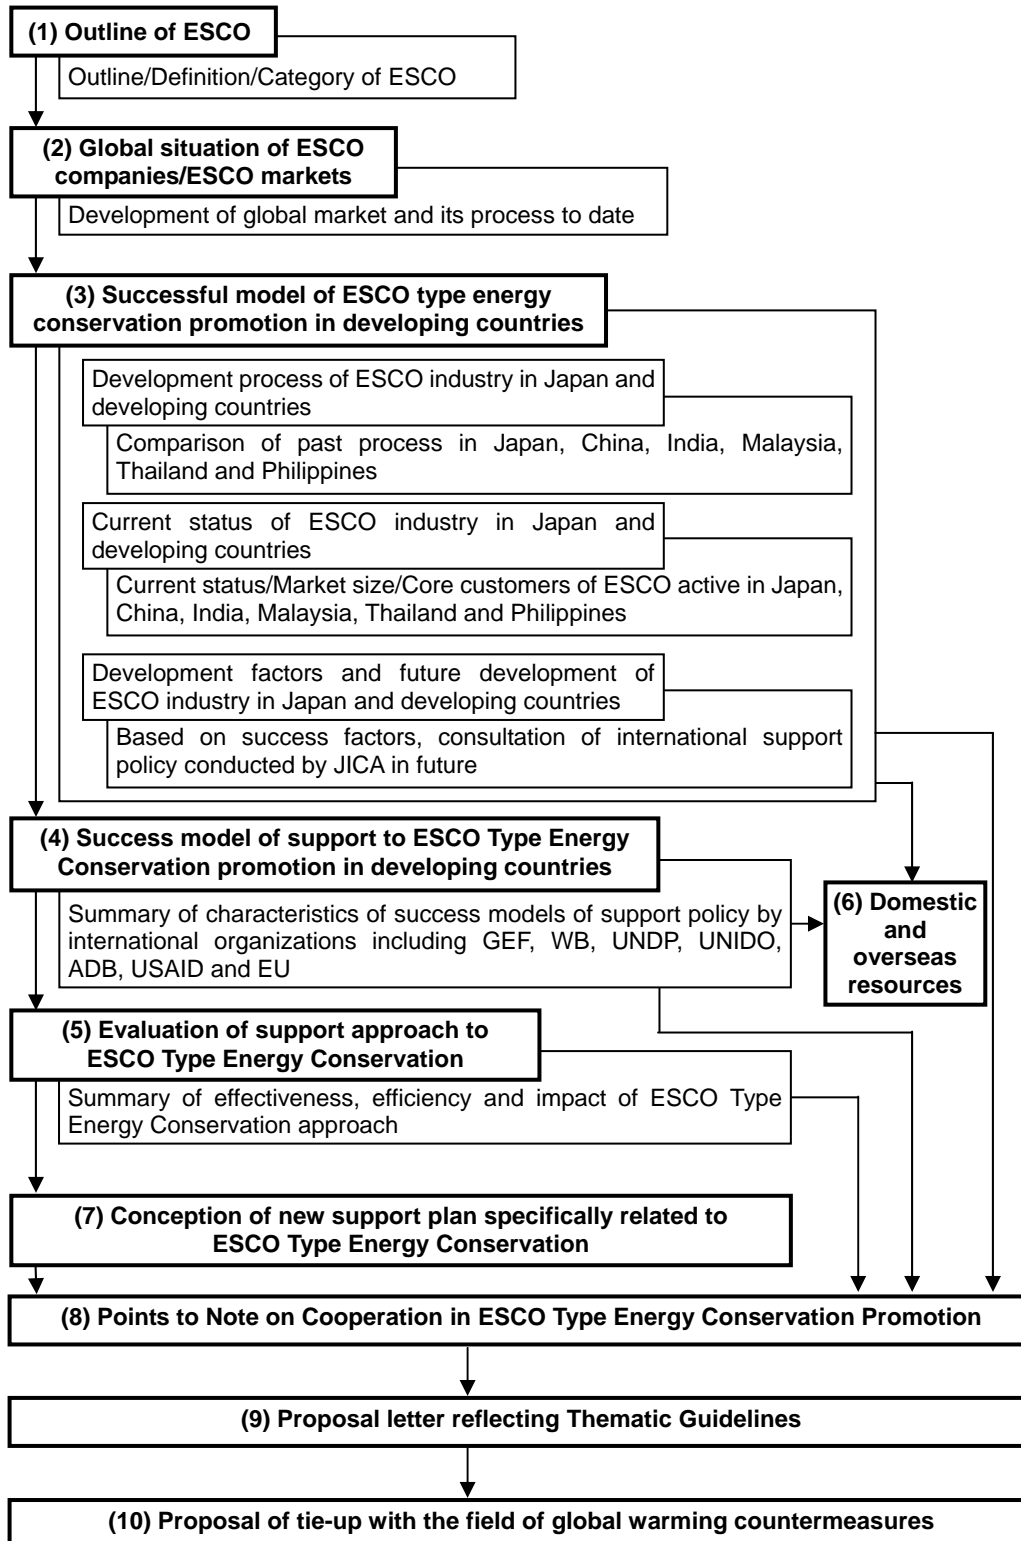 (1) Outline of ESCO
Outline/Definition/Category of ESCO
(2) Global situation of ESCO
companies/ESCO markets
Development of global market and its process to date
(3) Successful model of ESCO type energy
conservation promotion in developing countries
Development process of ESCO industry in Japan and
developing countries
Comparison of past process in Japan, China, India, Malaysia,
Thailand and Philippines
Current status of ESCO industry in Japan and
developing countries
Current status/Market size/Core customers of ESCO active in Japan,
China, India, Malaysia, Thailand and Philippines
Development factors and future development of
ESCO industry in Japan and developing countries
Based on success factors, consultation of international support
policy conducted by JICA in future
(4) Success model of support to ESCO Type Energy
Conservation promotion in developing countries
Summary of characteristics of success models of support policy by
international organizations including GEF, WB, UNDP, UNIDO,
ADB, USAID and EU
(6) Domestic
and
overseas
resources
(5) Evaluation of support approach to
ESCO Type Energy Conservation
Summary of effectiveness, efficiency and impact of ESCO Type
Energy Conservation approach
(7) Conception of new support plan specifically related to
ESCO Type Energy Conservation
(8) Points to Note on Cooperation in ESCO Type Energy Conservation Promotion
(9) Proposal letter reflecting Thematic Guidelines
(10) Proposal of tie-up with the field of global warming countermeasures